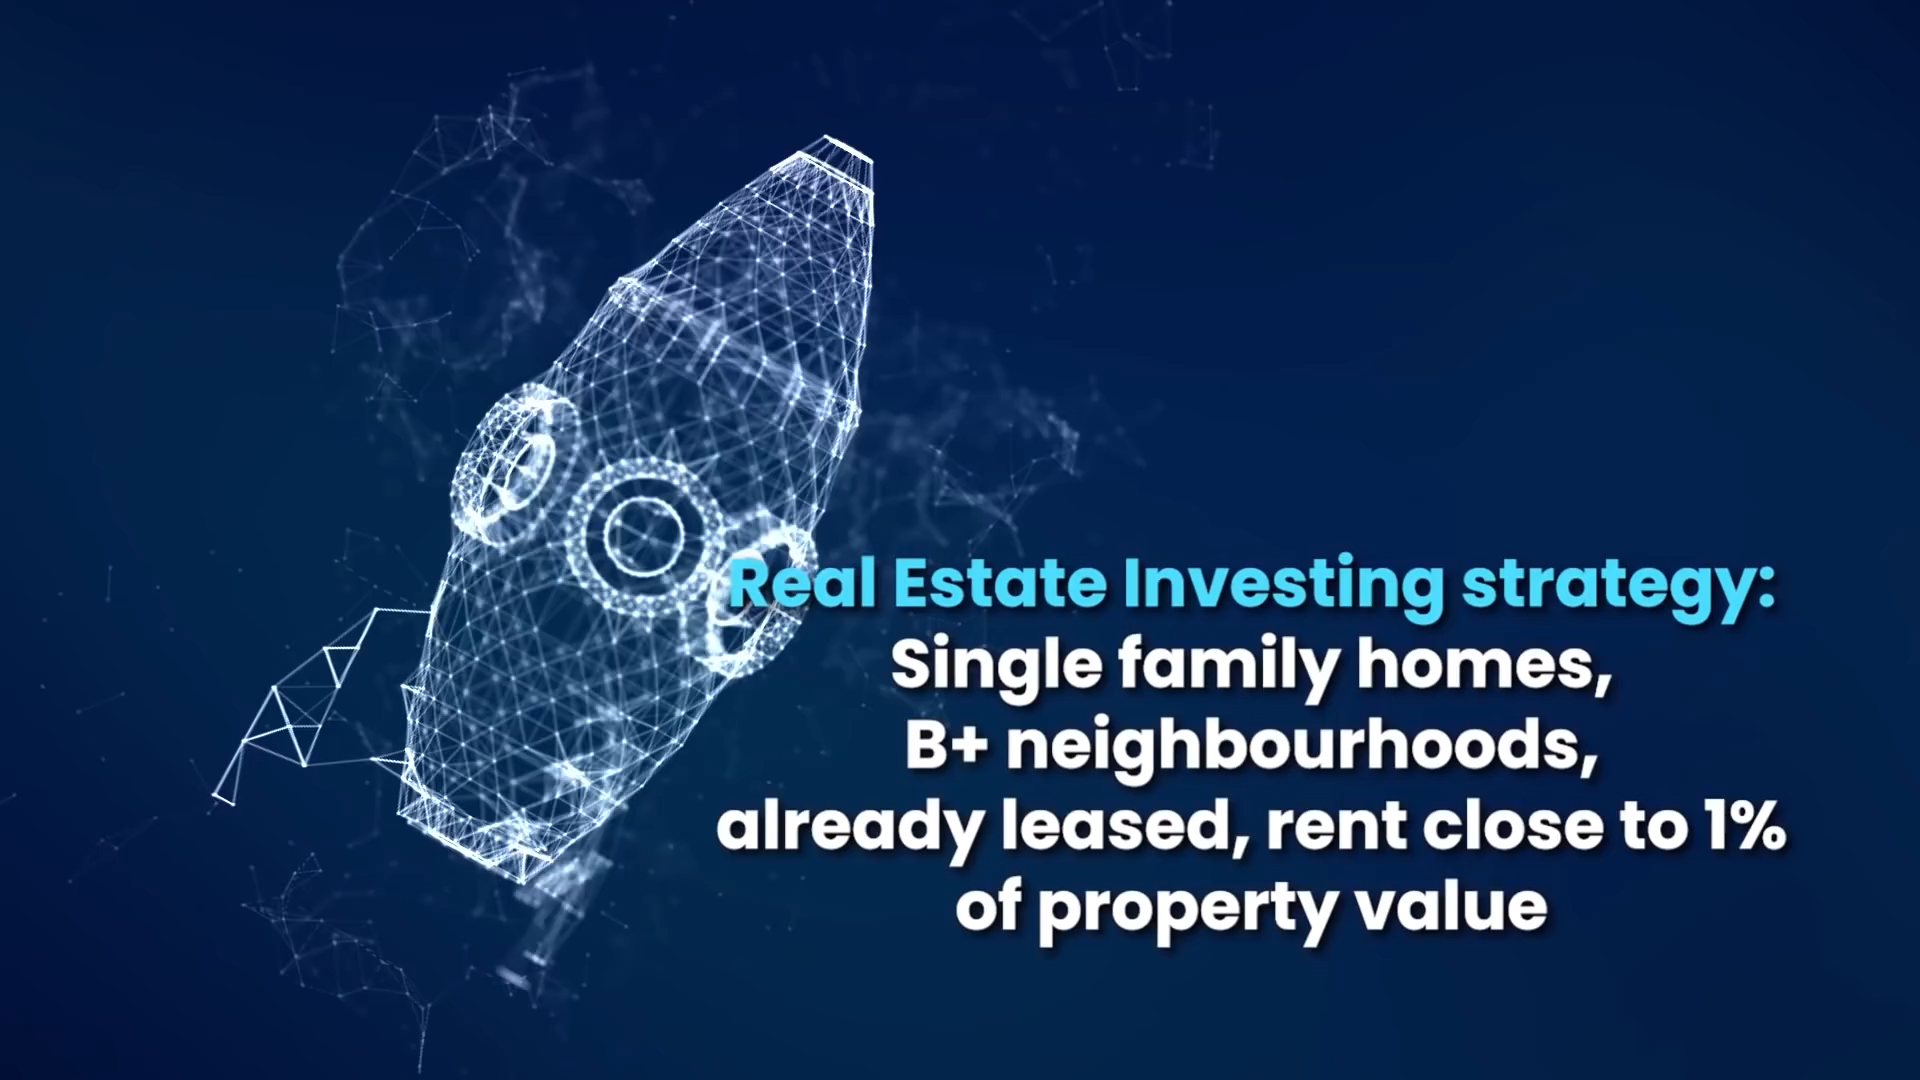 Real Estate Investing strategy:
Single family homes,
B+ neighbourhoods,
already leased, rent close to 1%
of property value